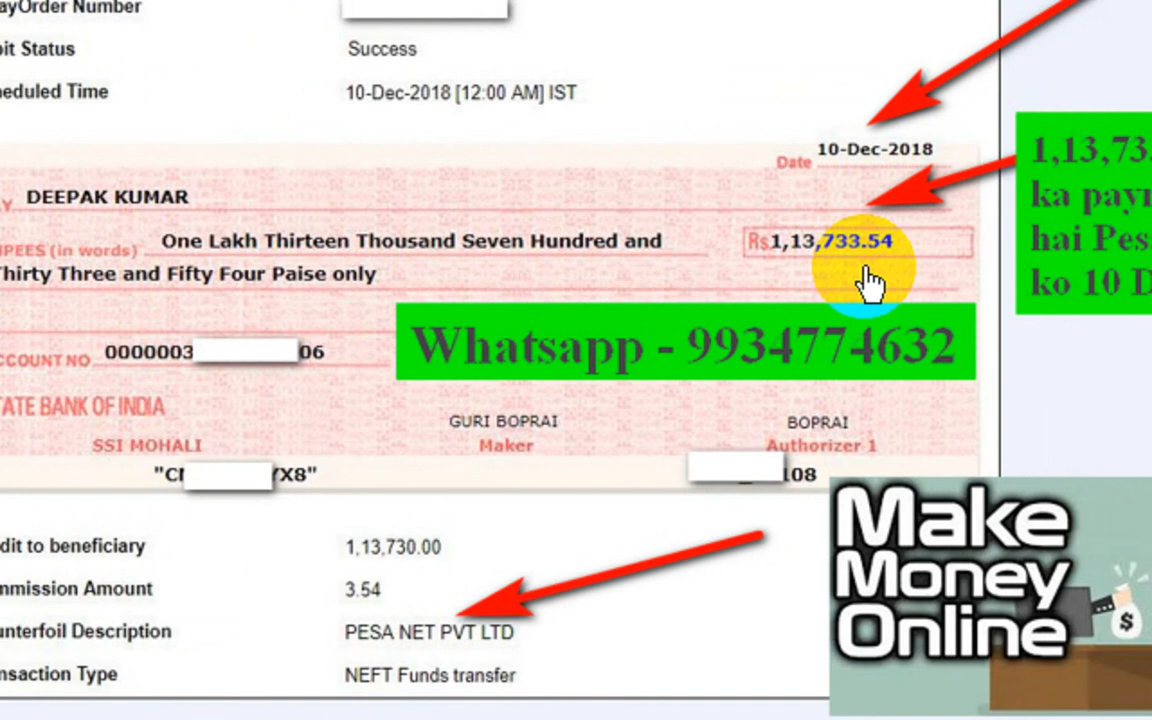 ayOrder Number
bit Status Success
heduled Time 10-Dec-2018 [12:00 AM] IST
Date 10-Dec-2018
Y DEEPAK KUMAR
UPEES (in words) One Lakh Thirteen Thousand Seven Hundred and Rs 1,13,733.54
Thirty Three and Fifty Four Paise only
Whatsapp - 9934774632
CCOUNT NO 0000003 06
TATE BANK OF INDIA
GURI BOPRAI BOPRAI
SSI MOHALI Maker Authorizer 1
"C YX8" 108
1,13,73
ka pay
hai Pes
ko 10 D
dit to beneficiary 1,13,730.00
mmission Amount 3.54
unterfoil Description PESA NET PVT LTD
nsaction Type NEFT Funds transfer
Make
Money
Online
$